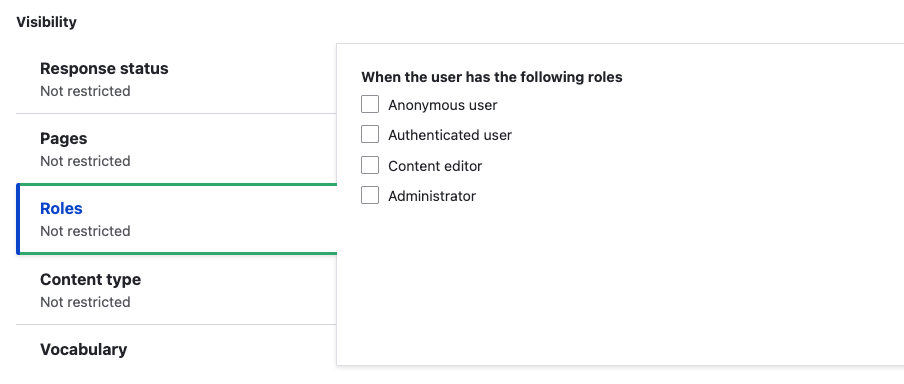 Visibility
Response status
Not restricted
Pages
Not restricted
Roles
Not restricted
Content type
Not restricted
Vocabulary
When the user has the following roles
Anonymous user
Authenticated user
Content editor
Administrator